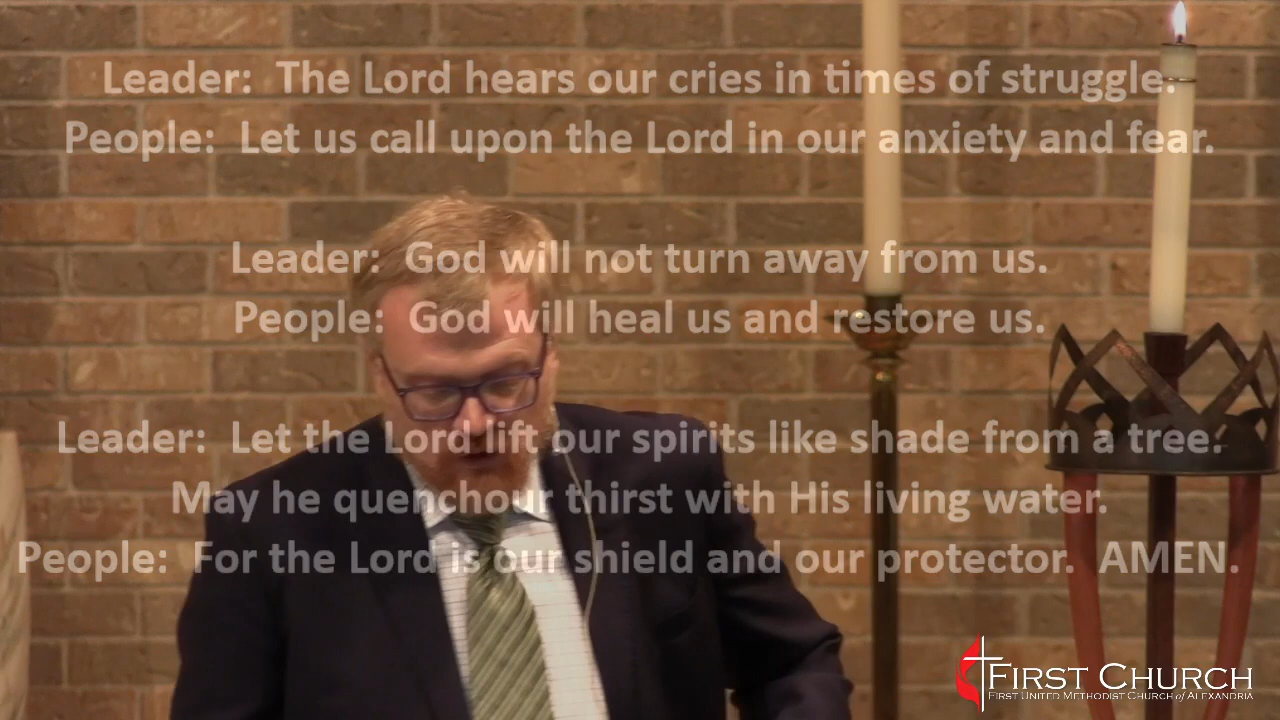 Leader:  The Lord hears our cries in times of struggle.
People:  Let us call upon the Lord in our anxiety and fear.
Leader:  God will not turn away from us.
People:  God will heal us and restore us.
Leader:  Let the Lord lift our spirits like shade from a tree.
May he quenchour thirst with His living water.
People:  For the Lord is our shield and our protector.  AMEN.
FIRST CHURCH
FIRST UNITED METHODIST CHURCH of ALEXANDRIA